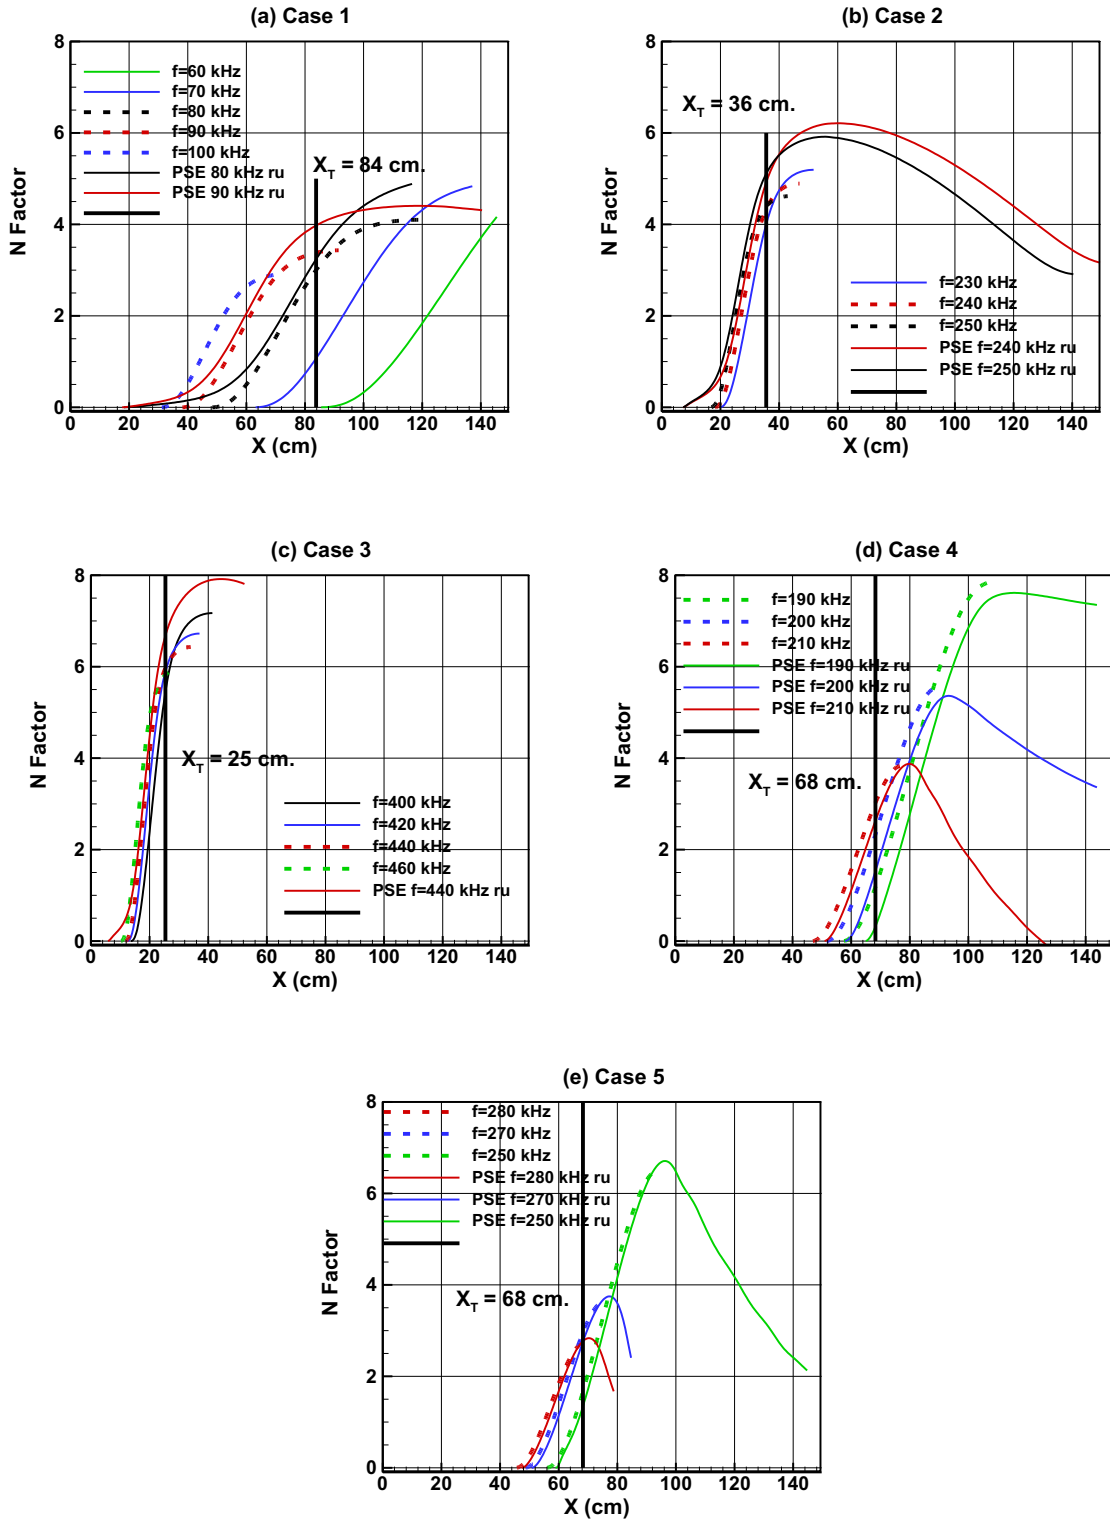 (a) Case 1
8
6
4
2
0
N Factor
f=60 kHz
f=70 kHz
f=80 kHz
f=90 kHz
f=100 kHz
PSE 80 kHz ru
PSE 90 kHz ru
X_T = 84 cm.
0 20 40 60 80 100 120 140
X (cm)
(b) Case 2
8
6
4
2
0
N Factor
X_T = 36 cm.
f=230 kHz
f=240 kHz
f=250 kHz
PSE f=240 kHz ru
PSE f=250 kHz ru
0 20 40 60 80 100 120 140
X (cm)
(c) Case 3
8
6
4
2
0
N Factor
X_T = 25 cm.
f=400 kHz
f=420 kHz
f=440 kHz
f=460 kHz
PSE f=440 kHz ru
0 20 40 60 80 100 120 140
X (cm)
(d) Case 4
8
6
4
2
0
N Factor
f=190 kHz
f=200 kHz
f=210 kHz
PSE f=190 kHz ru
PSE f=200 kHz ru
PSE f=210 kHz ru
X_T = 68 cm.
0 20 40 60 80 100 120 140
X (cm)
(e) Case 5
8
6
4
2
0
N Factor
f=280 kHz
f=270 kHz
f=250 kHz
PSE f=280 kHz ru
PSE f=270 kHz ru
PSE f=250 kHz ru
X_T = 68 cm.
0 20 40 60 80 100 120 140
X (cm)